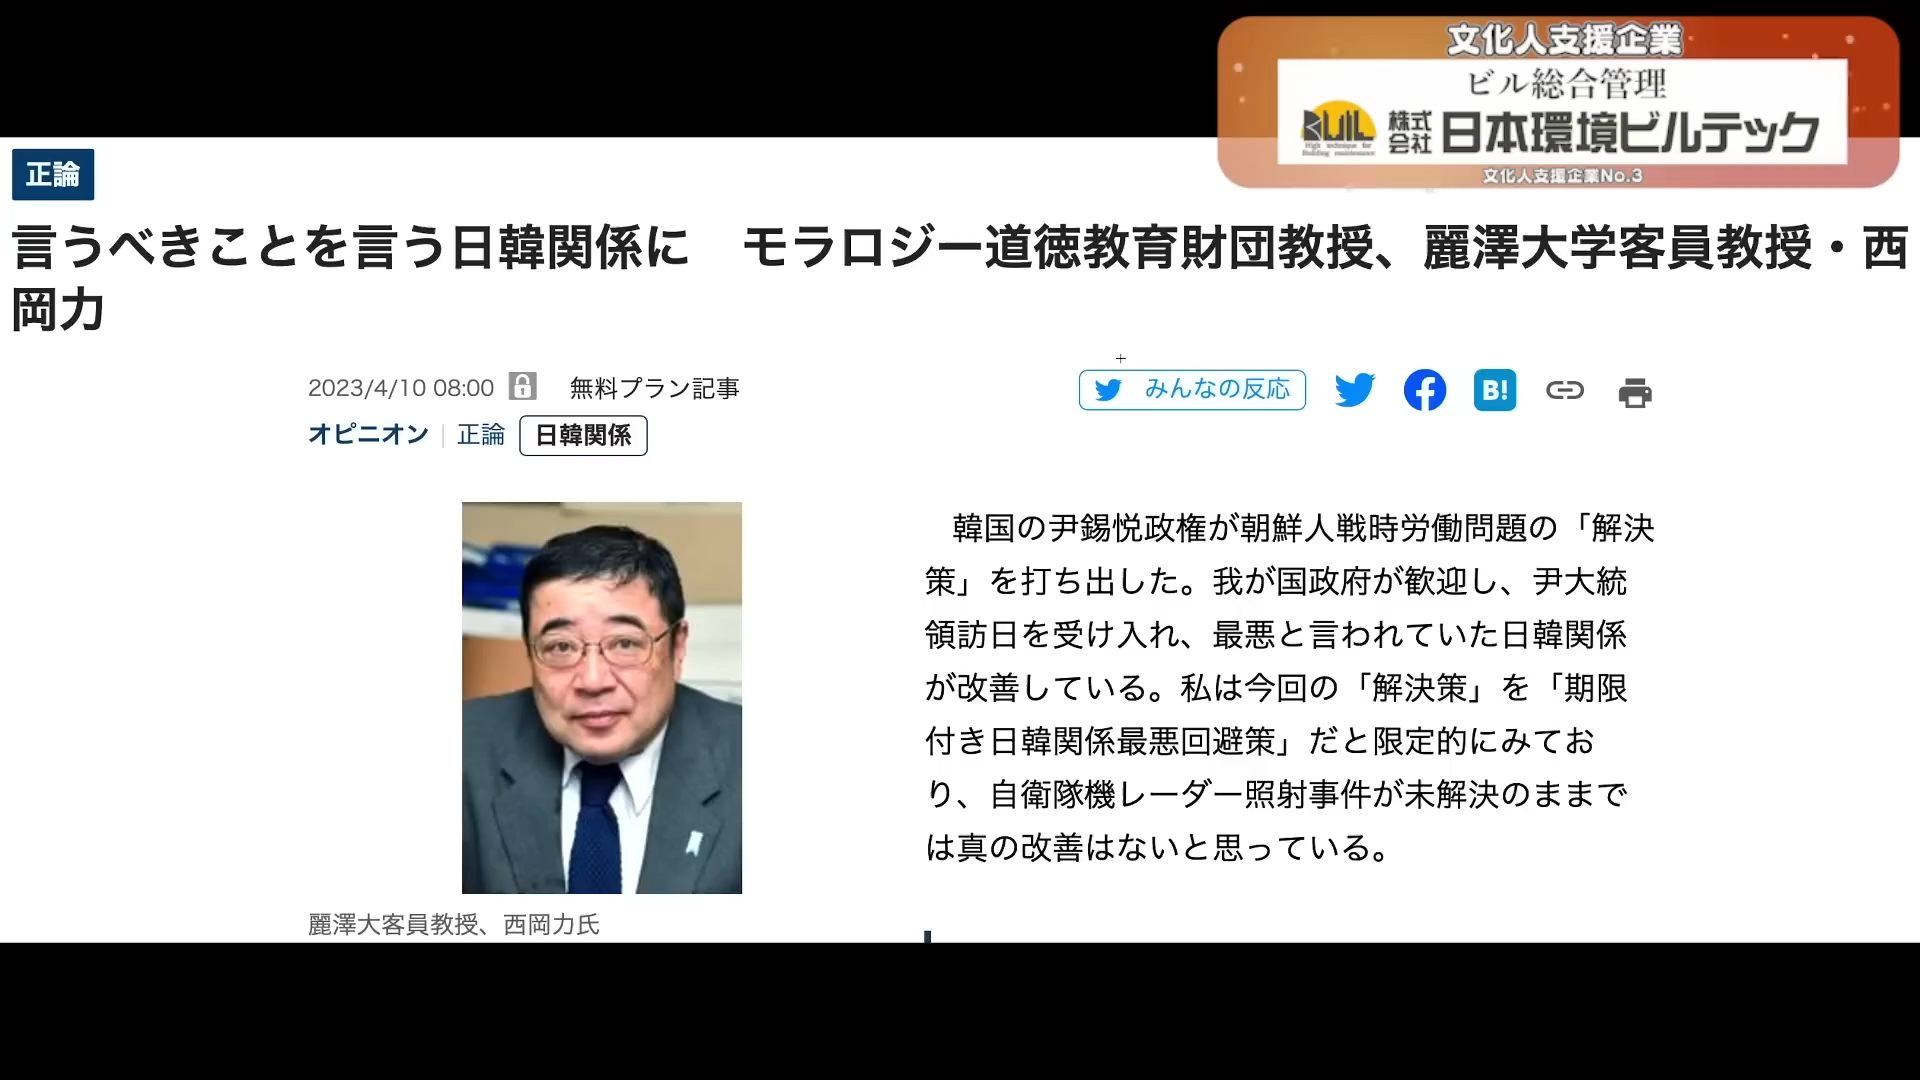 文化人支援企業
ビル総合管理
BUIL
High technique for
Building maintenance
株式会社 日本環境ビルテック
文化人支援企業No.3
正論
言うべきことを言う日韓関係に　モラロジー道徳教育財団教授、麗澤大学客員教授・西
岡力
2023/4/10 08:00 無料プラン記事
みんなの反応
B!
オピニオン | 正論 日韓関係
韓国の尹錫悦政権が朝鮮人戦時労働問題の「解決
策」を打ち出した。我が国政府が歓迎し、尹大統
領訪日を受け入れ、最悪と言われていた日韓関係
が改善している。私は今回の「解決策」を「期限
付き日韓関係最悪回避策」だと限定的にみてお
り、自衛隊機レーダー照射事件が未解決のままで
は真の改善はないと思っている。
麗澤大客員教授、西岡力氏